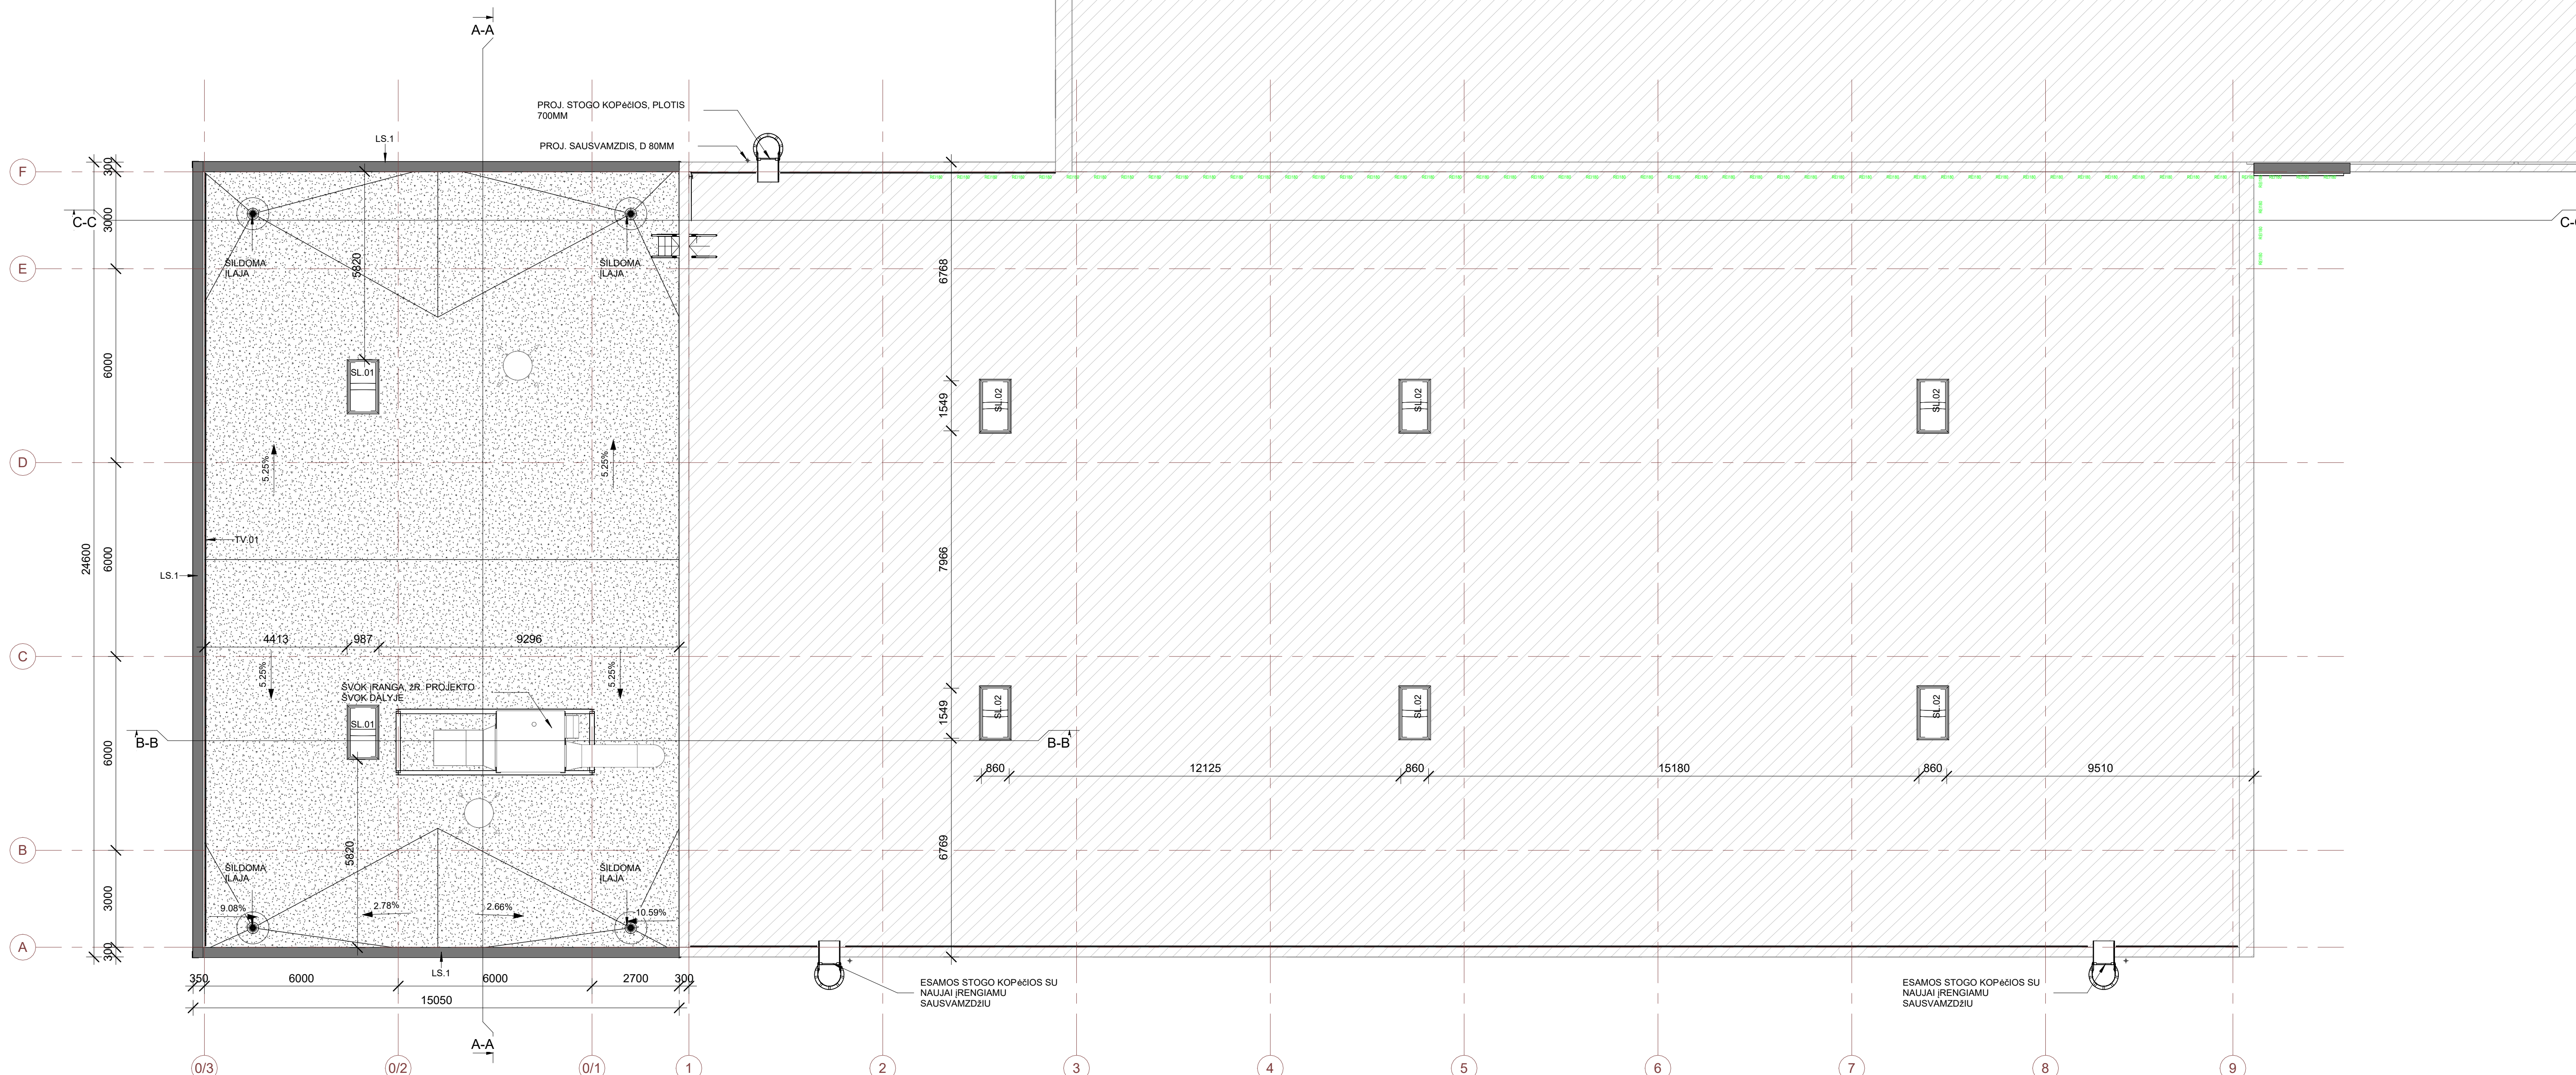 A-A
PROJ. STOGO KOPėčIOS, PLOTIS
700MM
PROJ. SAUSVAMZDIS, D 80MM
LS.1
F
300
C-C
3000
ŠILDOMA
ĮLAJA
ŠILDOMA
ĮLAJA
5820
6768
E
6000
SL.01
1549
SL.02
SL.02
SL.02
D
5.25%
5.25%
24600
6000
TV.01
LS.1
7966
4413
987
9296
C
5.25%
5.25%
ŠVOK įRANGA, žR. PROJEKTO
ŠVOK DALYJE
SL.01
6000
1549
SL.02
SL.02
SL.02
B-B
B-B
860
12125
860
15180
860
9510
B
5820
6769
ŠILDOMA
ĮLAJA
ŠILDOMA
ĮLAJA
3000
9.08%
2.78%
2.66%
10.59%
A
300
350
6000
LS.1
6000
2700
300
15050
ESAMOS STOGO KOPėčIOS SU
NAUJAI įRENGIAMU
SAUSVAMZDžIU
ESAMOS STOGO KOPėčIOS SU
NAUJAI įRENGIAMU
SAUSVAMZDžIU
A-A
0/3
0/2
0/1
1
2
3
4
5
6
7
8
9